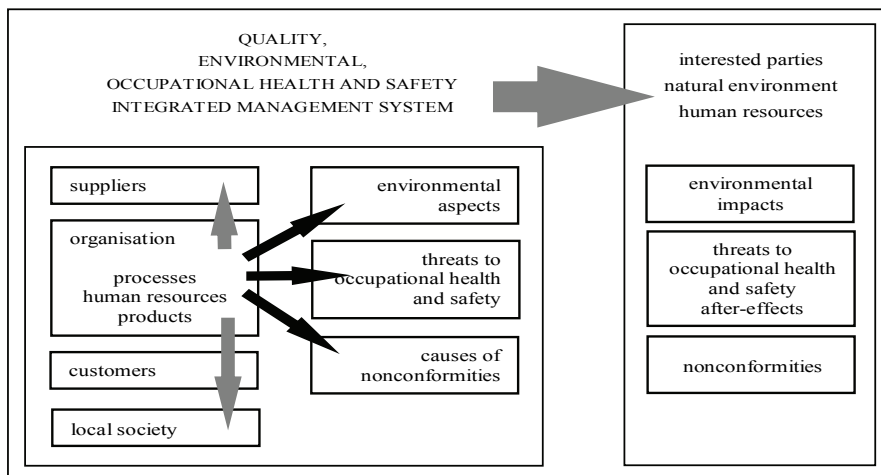 QUALITY,
ENVIRONMENTAL,
OCCUPATIONAL HEALTH AND SAFETY
INTEGRATED MANAGEMENT SYSTEM
interested parties
natural environment
human resources
suppliers
organisation
processes
human resources
products
customers
local society
environmental
aspects
threats to
occupational health
and safety
causes of
nonconformities
environmental
impacts
threats to
occupational health
and safety
after-effects
nonconformities